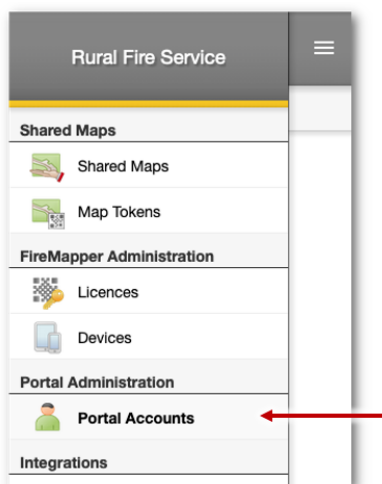 Rural Fire Service
Shared Maps
Shared Maps
Map Tokens
FireMapper Administration
Licences
Devices
Portal Administration
Portal Accounts
Integrations